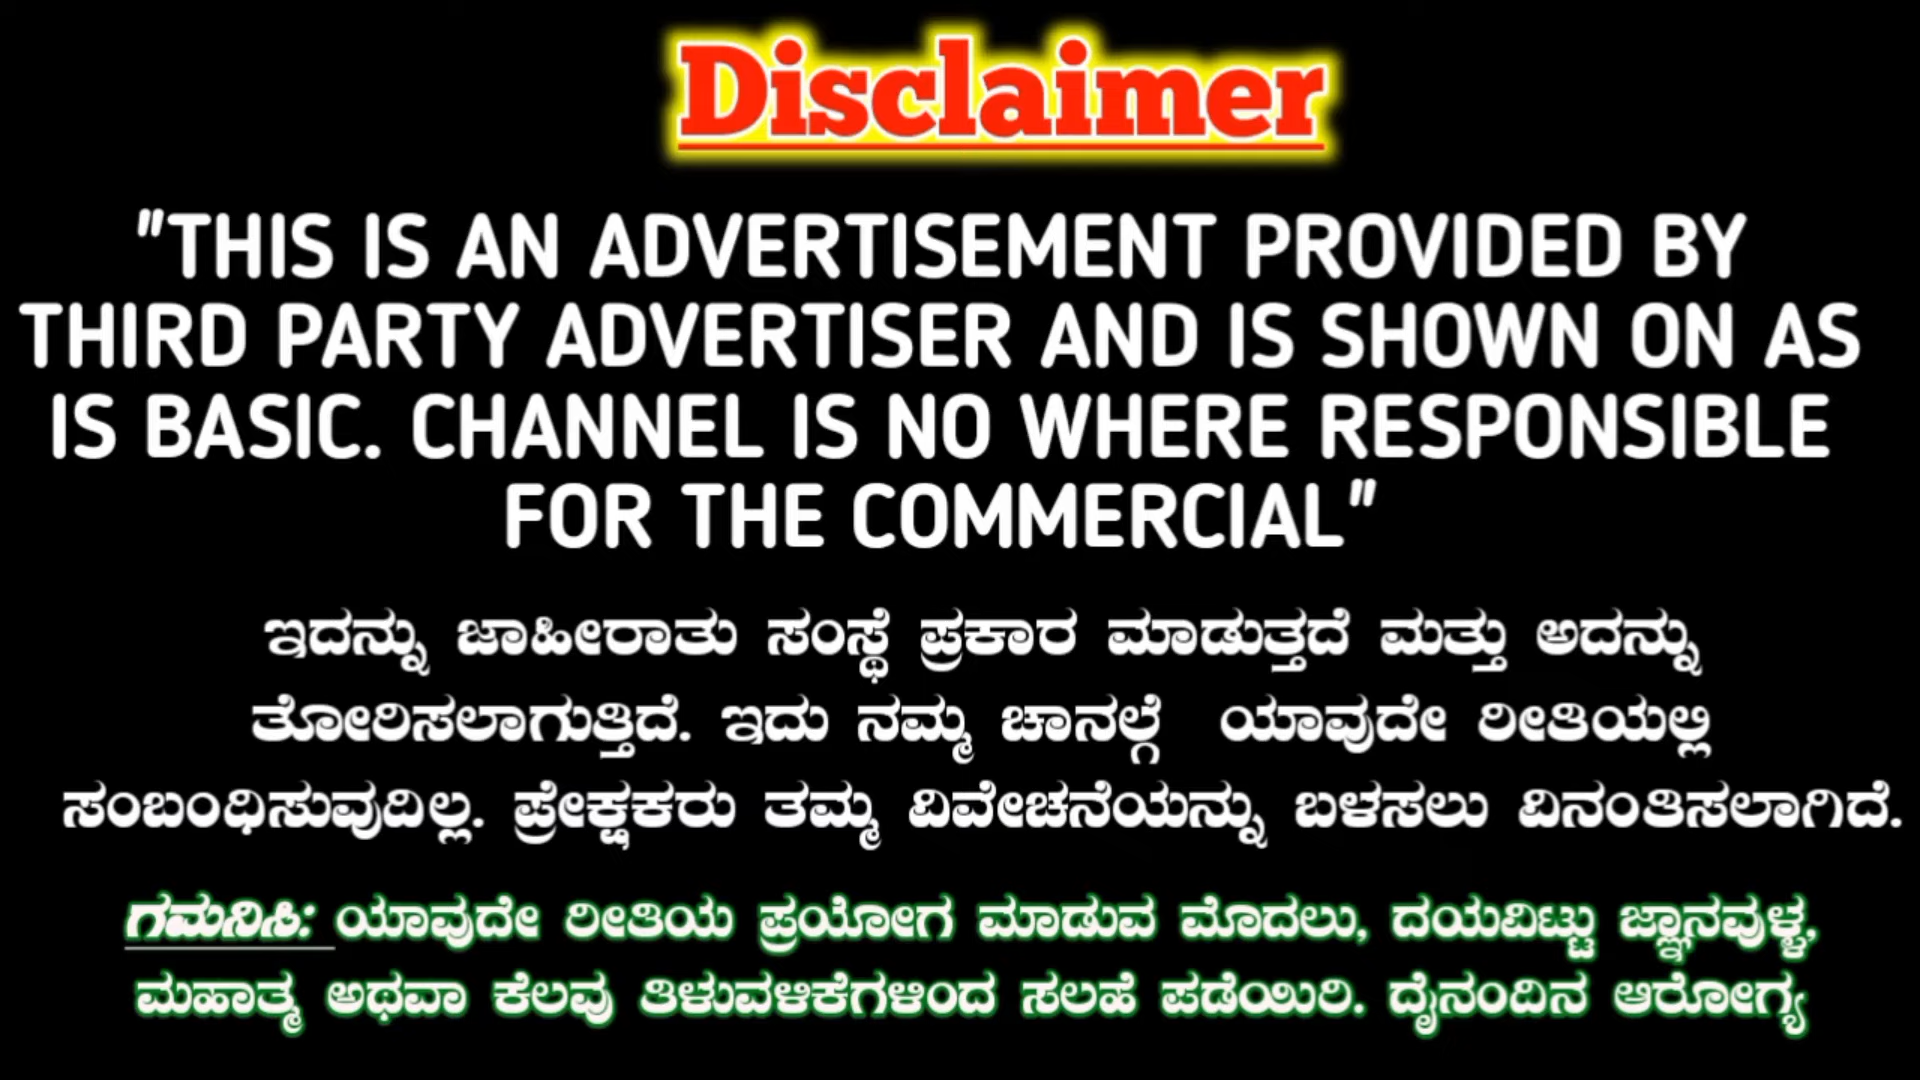 Disclaimer
"THIS IS AN ADVERTISEMENT PROVIDED BY
THIRD PARTY ADVERTISER AND IS SHOWN ON AS
IS BASIC. CHANNEL IS NO WHERE RESPONSIBLE
FOR THE COMMERCIAL"
ಇದನ್ನು ಜಾಹೀರಾತು ಸಂಸ್ಥೆ ಪ್ರಕಾರ ಮಾಡುತ್ತದೆ ಮತ್ತು ಅದನ್ನು
ತೋರಿಸಲಾಗುತ್ತಿದೆ. ಇದು ನಮ್ಮ ಚಾನಲ್ಗೆ ಯಾವುದೇ ರೀತಿಯಲ್ಲಿ
ಸಂಬಂಧಿಸುವುದಿಲ್ಲ. ಪ್ರೇಕ್ಷಕರು ತಮ್ಮ ವಿವೇಚನೆಯನ್ನು ಬಳಸಲು ವಿನಂತಿಸಲಾಗಿದೆ.
ಗಮನಿಸಿ: ಯಾವುದೇ ರೀತಿಯ ಪ್ರಯೋಗ ಮಾಡುವ ಮೊದಲು, ದಯವಿಟ್ಟು ಜ್ಞಾನವುಳ್ಳ,
ಮಹಾತ್ಮ ಅಥವಾ ಕೆಲವು ತಿಳುವಳಿಕೆಗಳಿಂದ ಸಲಹೆ ಪಡೆಯಿರಿ. ದೈನಂದಿನ ಆರೋಗ್ಯ